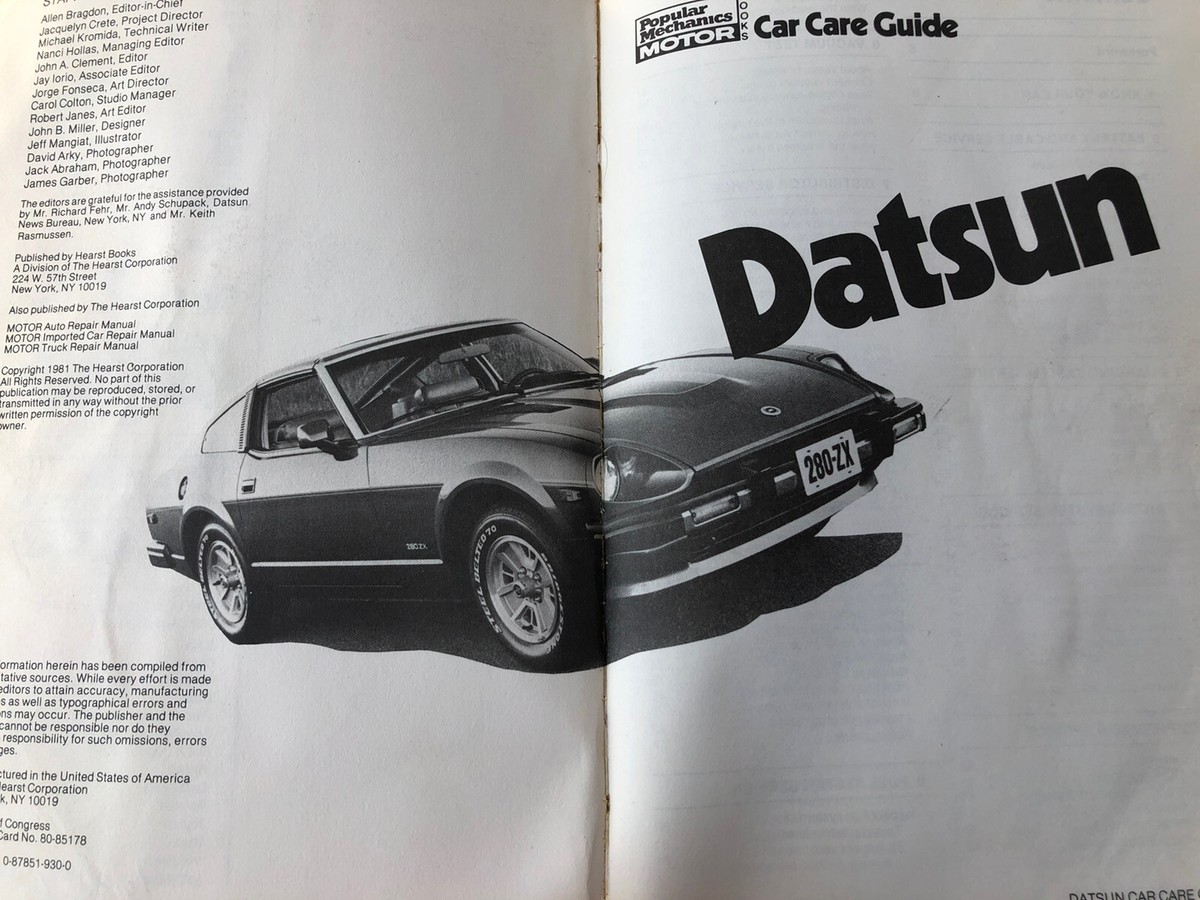 Allen Bragdon, Editor-in-Chief
Jacquelyn Crete, Project Director
Michael Kromida, Technical Writer
Nanci Hollas, Managing Editor
John A. Clement, Editor
Jay Iorio, Associate Editor
Jorge Fonseca, Art Director
Carol Colton, Studio Manager
Robert Janes, Art Editor
John B. Miller, Designer
Jeff Mangiat, Illustrator
David Arky, Photographer
Jack Abraham, Photographer
James Garber, Photographer
The editors are grateful for the assistance provided
by Mr. Richard Fehr, Mr. Andy Schupack, Datsun
News Bureau, New York, NY and Mr. Keith
Rasmussen.
Published by Hearst Books
A Division of The Hearst Corporation
224 W. 57th Street
New York, NY 10019
Also published by The Hearst Corporation
MOTOR Auto Repair Manual
MOTOR Imported Car Repair Manual
MOTOR Truck Repair Manual
Copyright 1981 The Hearst Corporation
All Rights Reserved. No part of this
publication may be reproduced, stored, or
transmitted in any way without the prior
written permission of the copyright
owner.
ormation herein has been compiled from
tative sources. While every effort is made
editors to attain accuracy, manufacturing
s as well as typographical errors and
ns may occur. The publisher and the
cannot be responsible nor do they
responsibility for such omissions, errors
ges.
ctured in the United States of America
Hearst Corporation
k, NY 10019
f Congress
Card No. 80-85178
0-87851-930-0
Popular
Mechanics
MOTOR
BOOKS
Car Care Guide
Datsun
280-ZX
280 ZX
STEEL BELTED 70
DATSUN CAR CARE